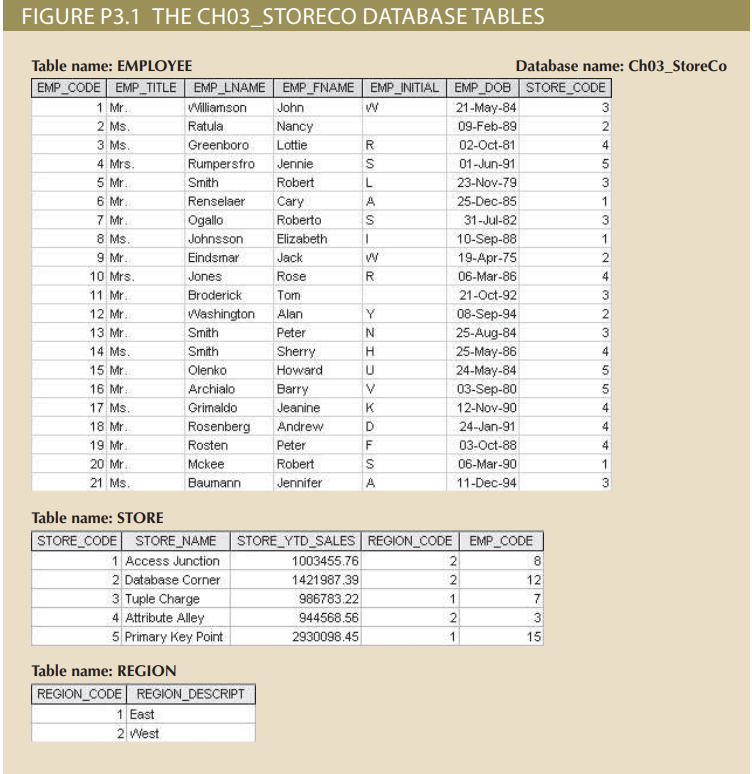 FIGURE P3.1 THE CH03_STORECO DATABASE TABLES
Table name: EMPLOYEE Database name: Ch03_StoreCo
EMP_CODE EMP_TITLE EMP_LNAME EMP_FNAME EMP_INITIAL EMP_DOB STORE_CODE
1 Mr. Williamson John W 21-May-84 3
2 Ms. Ratula Nancy 09-Feb-89 2
3 Ms. Greenboro Lottie R 02-Oct-81 4
4 Mrs. Rumpersfro Jennie S 01-Jun-91 5
5 Mr. Smith Robert L 23-Nov-79 3
6 Mr. Renselaer Cary A 25-Dec-85 1
7 Mr. Ogallo Roberto S 31-Jul-82 3
8 Ms. Johnsson Elizabeth I 10-Sep-88 1
9 Mr. Eindsmar Jack W 19-Apr-75 2
10 Mrs. Jones Rose R 06-Mar-86 4
11 Mr. Broderick Tom 21-Oct-92 3
12 Mr. Washington Alan Y 08-Sep-94 2
13 Mr. Smith Peter N 25-Aug-84 3
14 Ms. Smith Sherry H 25-May-86 4
15 Mr. Olenko Howard U 24-May-84 5
16 Mr. Archialo Barry V 03-Sep-80 5
17 Ms. Grimaldo Jeanine K 12-Nov-90 4
18 Mr. Rosenberg Andrew D 24-Jan-91 4
19 Mr. Rosten Peter F 03-Oct-88 4
20 Mr. Mckee Robert S 06-Mar-90 1
21 Ms. Baumann Jennifer A 11-Dec-94 3
Table name: STORE
STORE_CODE STORE_NAME STORE_YTD_SALES REGION_CODE EMP_CODE
1 Access Junction 1003455.76 2 8
2 Database Corner 1421987.39 2 12
3 Tuple Charge 986783.22 1 7
4 Attribute Alley 944568.56 2 3
5 Primary Key Point 2930098.45 1 15
Table name: REGION
REGION_CODE REGION_DESCRIPT
1 East
2 West